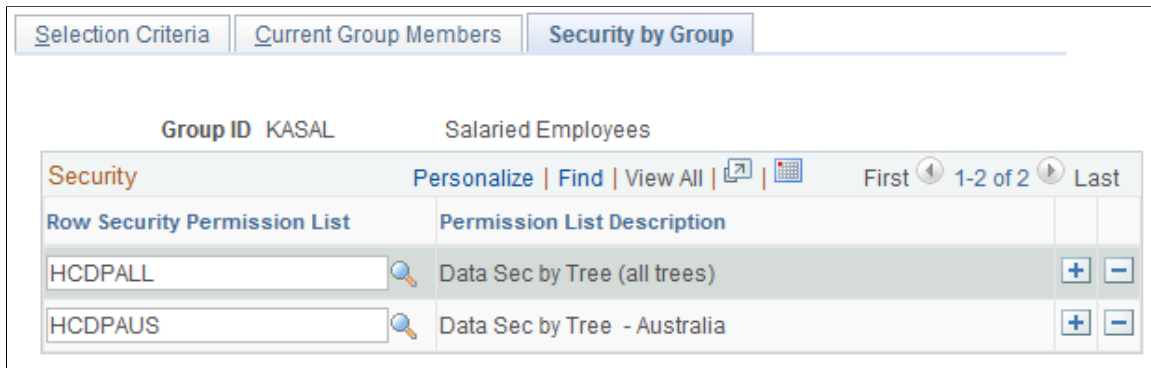 Selection Criteria Current Group Members Security by Group
Group ID KASAL Salaried Employees
Security Personalize | Find | View All | | First 1-2 of 2 Last
Row Security Permission List Permission List Description
HCDPALL Data Sec by Tree (all trees)
HCDPAUS Data Sec by Tree - Australia